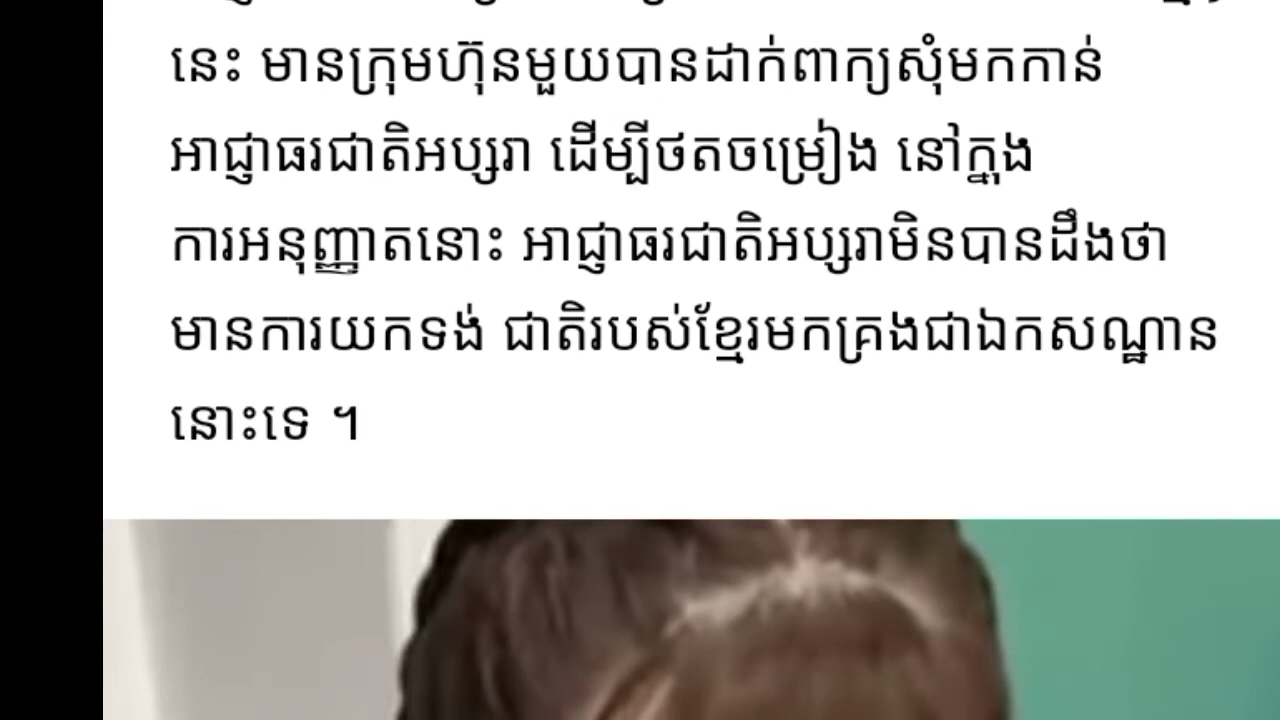 នេះ មានក្រុមហ៊ុនមួយបានដាក់ពាក្យសុំមកកាន់
អាជ្ញាធរជាតិអប្សរា ដើម្បីថតចម្រៀង នៅក្នុង
ការអនុញ្ញាតនោះ អាជ្ញាធរជាតិអប្សរាមិនបានដឹងថា
មានការយកទង់ ជាតិរបស់ខ្មែរមកគ្រងជាឯកសណ្ឋាន
នោះទេ ។